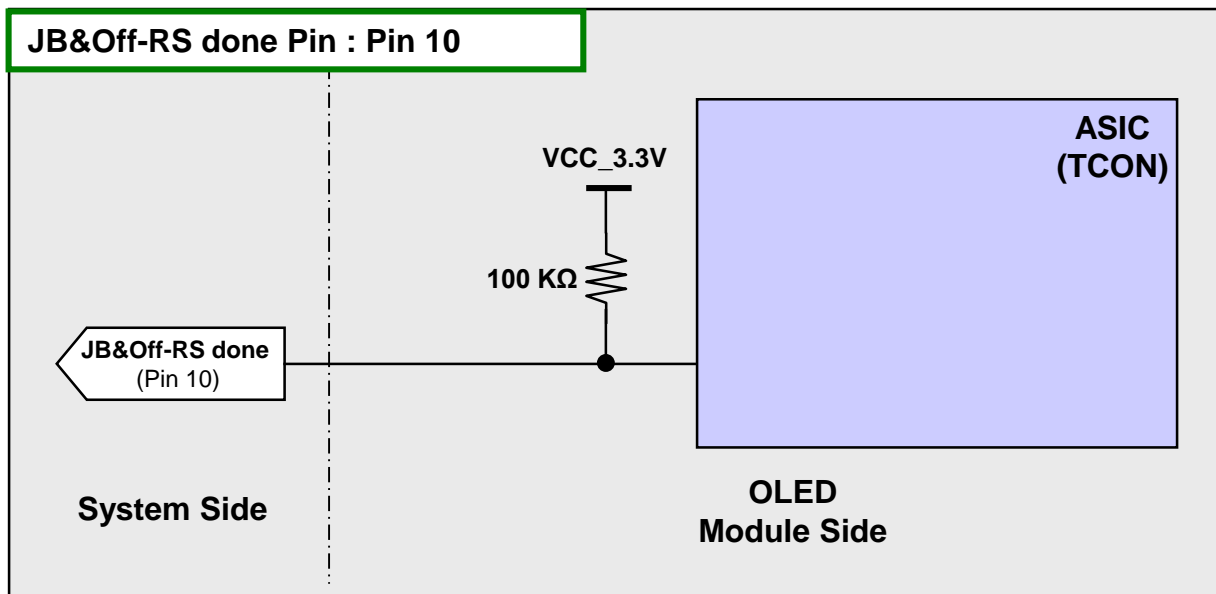 JB&Off-RS done Pin : Pin 10
ASIC
(TCON)
VCC_3.3V
100 KΩ
JB&Off-RS done
(Pin 10)
System Side
OLED
Module Side